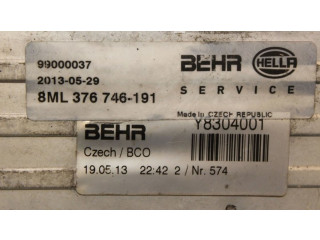 99000037
2013-05-29
8ML 376 746-191
BEHR HELLA
SERVICE
Made in CZECH REPUBLIC
BEHR
Y8304001
Czech / BCO
19.05.13 22:42 2 / Nr. 574